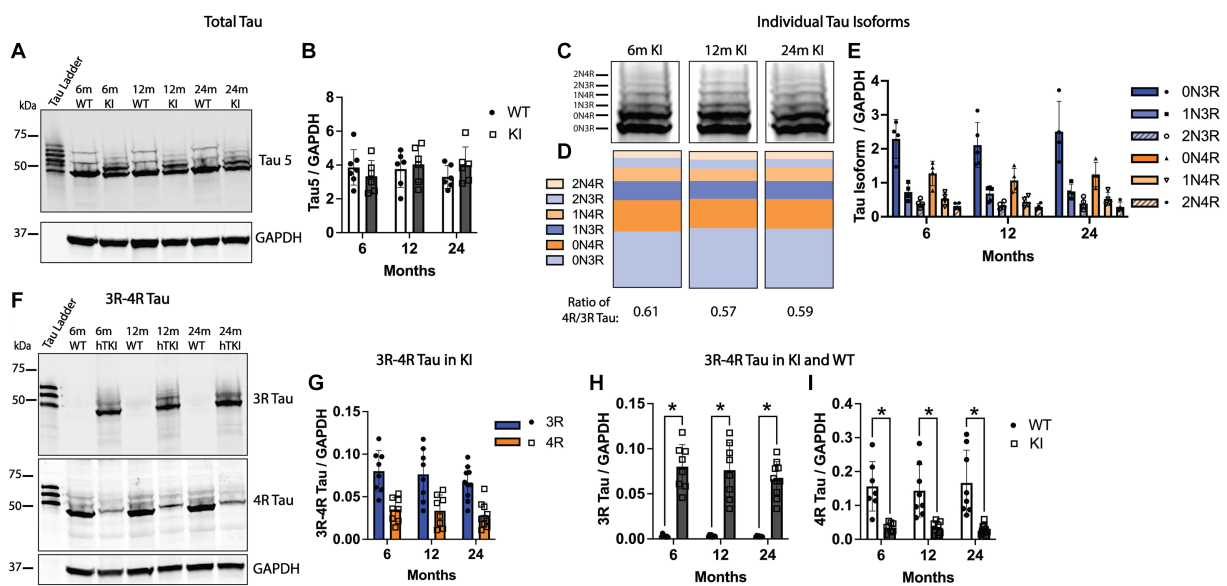 Total Tau
Individual Tau Isoforms
A
Tau Ladder
6m WT
6m KI
12m WT
12m KI
24m WT
24m KI
kDa
75
50
Tau 5
37
GAPDH
B
Tau5 / GAPDH
8
6
4
2
0
6
12
24
Months
WT
KI
C
6m KI
12m KI
24m KI
2N4R
2N3R
1N4R
1N3R
0N4R
0N3R
D
2N4R
2N3R
1N4R
1N3R
0N4R
0N3R
Ratio of
4R/3R Tau:
0.61
0.57
0.59
E
Tau Isoform / GAPDH
4
3
2
1
0
6
12
24
Months
0N3R
1N3R
2N3R
0N4R
1N4R
2N4R
F
3R-4R Tau
Tau Ladder
6m WT
6m hTKI
12m WT
12m hTKI
24m WT
24m hTKI
kDa
75
50
3R Tau
75
50
4R Tau
37
GAPDH
3R-4R Tau in KI
G
3R-4R Tau / GAPDH
0.15
0.10
0.05
0.00
6
12
24
Months
3R
4R
3R-4R Tau in KI and WT
H
3R Tau / GAPDH
0.15
0.10
0.05
0.00
* * *
6
12
24
Months
I
4R Tau / GAPDH
0.4
0.3
0.2
0.1
0.0
* * *
6
12
24
Months
WT
KI